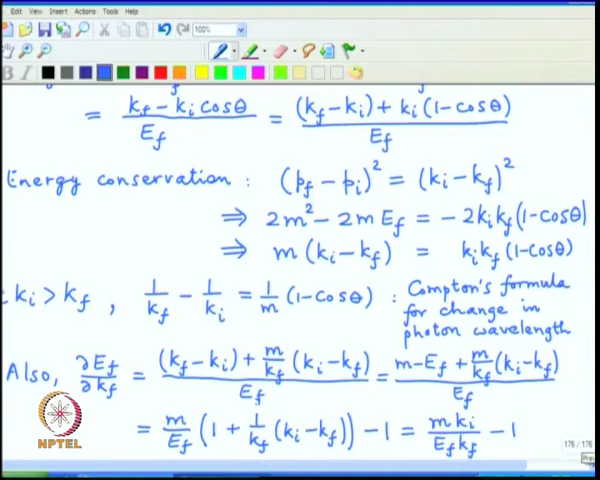 Edit View Insert Actions Tools Help
100%
B I
= k_f - k_i cosθ / E_f = (k_f - k_i) + k_i (1 - cosθ) / E_f
Energy conservation : (p_f - p_i)^2 = (k_i - k_f)^2
⇒ 2m^2 - 2m E_f = -2k_i k_f (1-cosθ)
⇒ m (k_i - k_f) = k_i k_f (1-cosθ)
k_i > k_f , 1/k_f - 1/k_i = 1/m (1-cosθ) : Compton's formula
for change in
photon wavelength
Also, ∂E_f/∂k_f = (k_f - k_i) + m/k_f (k_i - k_f) / E_f = m - E_f + m/k_f (k_i - k_f) / E_f
= m/E_f (1 + 1/k_f (k_i - k_f)) - 1 = m k_i / E_f k_f - 1
NPTEL
176 / 176